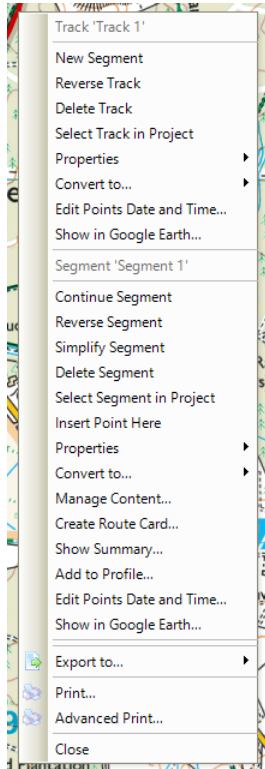 Track 'Track 1'
New Segment
Reverse Track
Delete Track
Select Track in Project
Properties
Convert to...
Edit Points Date and Time...
Show in Google Earth...
Segment 'Segment 1'
Continue Segment
Reverse Segment
Simplify Segment
Delete Segment
Select Segment in Project
Insert Point Here
Properties
Convert to...
Manage Content...
Create Route Card...
Show Summary...
Add to Profile...
Edit Points Date and Time...
Show in Google Earth...
Export to...
Print...
Advanced Print...
Close